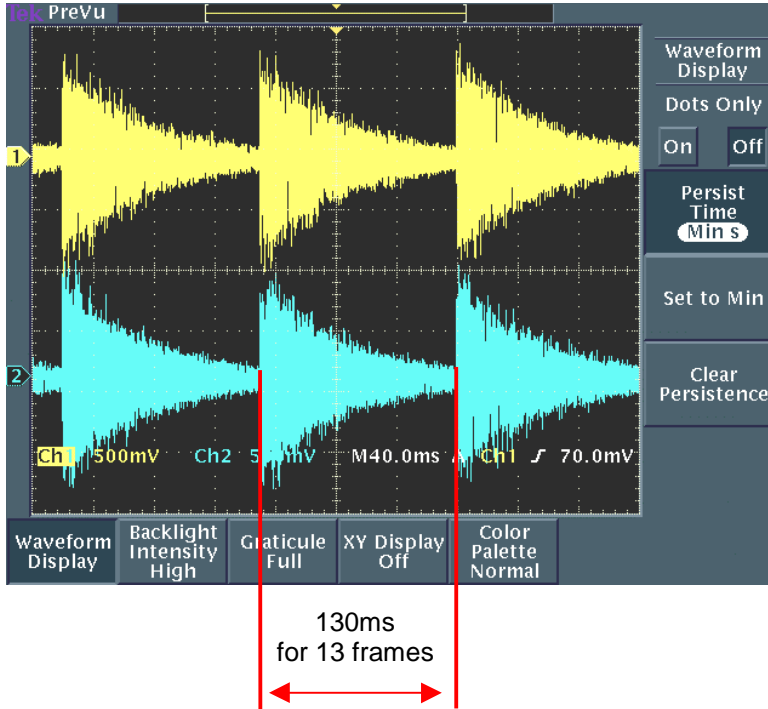 Tek PreVu
Waveform
Display
Dots Only
On Off
1
Persist
Time
Min s
Set to Min
2
Clear
Persistence
Ch1 500mV Ch2 mV M40.0ms A Ch1 70.0mV
Waveform
Display
Backlight
Intensity
High
Graticule
Full
XY Display
Off
Color
Palette
Normal
130ms
for 13 frames